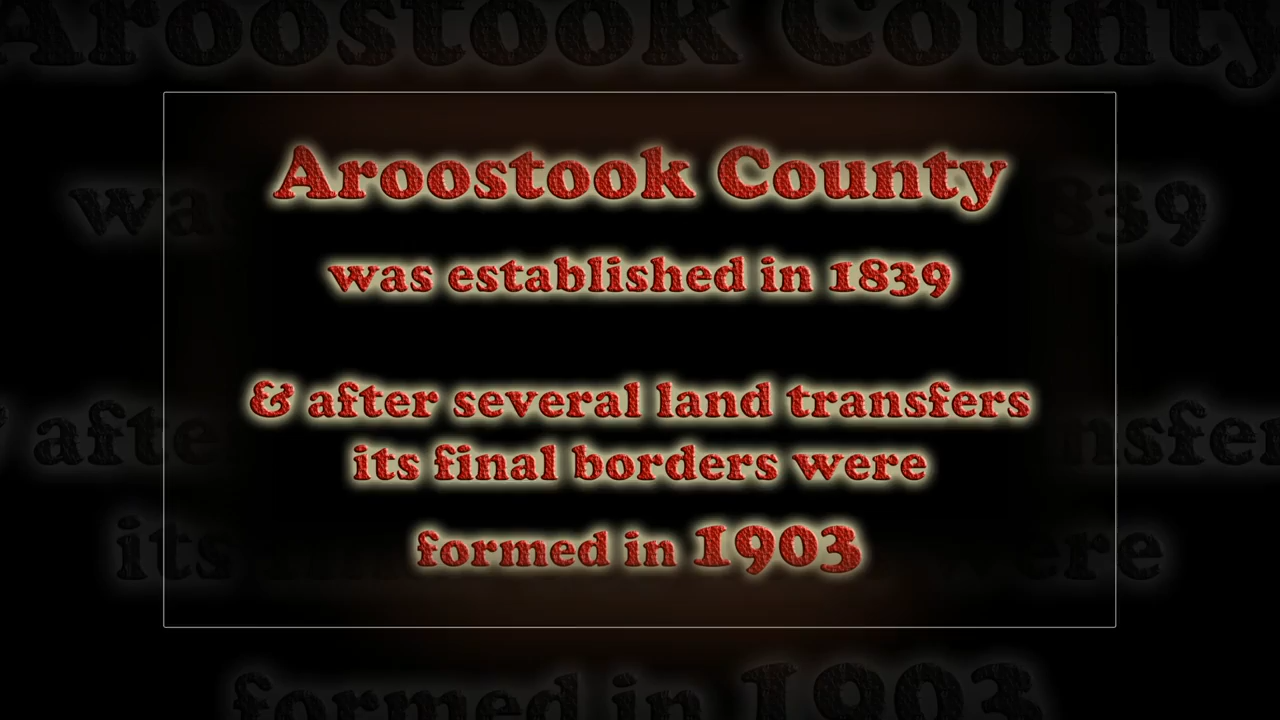 Aroostook County
was established in 1839
& after several land transfers
its final borders were
formed in 1903